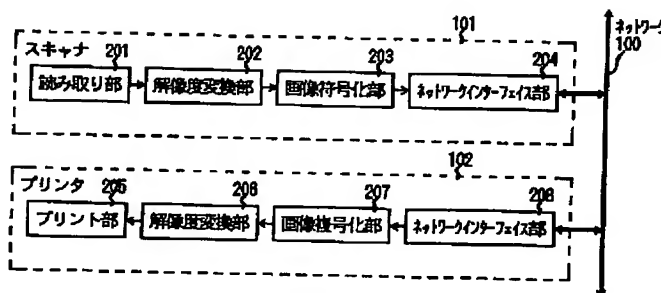 ネットワーク
100
101
スキャナ
201
202
203
204
読み取り部
解像度変換部
画像符号化部
ネットワークインターフェイス部
102
プリンタ
205
206
207
208
プリント部
解像度変換部
画像複号化部
ネットワークインターフェイス部